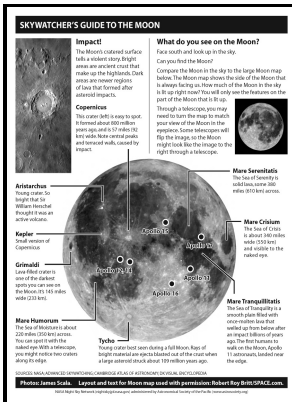 SKYWATCHER'S GUIDE TO THE MOON
Impact!
The Moon's cratered surface
tells a violent story. Bright
areas are ancient crust that
make up the highlands. Dark
areas are newer regions
of lava that formed after
asteroid impacts.
Copernicus
This crater (left) is easy to spot.
It formed about 800 million
years ago, and is 57 miles (92
km) wide. Note central peaks
and terraced walls, caused by
impact.
What do you see on the Moon?
Face south and look up in the sky.
Can you find the Moon?
Compare the Moon in the sky to the large Moon map
below. The Moon map shows the side of the Moon that
is always facing us. How much of the Moon in the sky
is lit up right now? You will only see the features on the
part of the Moon that is lit up.
Through a telescope, you may
need to turn the map to match
your view of the Moon in the
eyepiece. Some telescopes will
flip the image, so the Moon
might look like the image to the
right through a telescope.
Aristarchus
Young crater. So
bright that Sir
William Herschel
thought it was an
active volcano.
Kepler
Small version of
Copernicus
Grimaldi
Lava-filled crater is
one of the darkest
spots you can see on
the Moon. It's 145 miles
wide (233 km).
Mare Humorum
The Sea of Moisture is about
220 miles (350 km) across.
You can spot it with the
naked eye. With a telescope,
you might notice two craters
along its edge.
Apollo 15
Apollo 17
Apollo 12, 14
Apollo 11
Apollo 16
Tycho
Young crater best seen during a full Moon. Rays of
bright material are ejecta blasted out of the crust when
a large asteroid struck about 109 million years ago.
Mare Serenitatis
The Sea of Serenity is
solid lava, some 380
miles (610 km) across.
Mare Crisium
The Sea of Crisis
is about 340 miles
wide (550 km)
and visible to the
naked eye.
Mare Tranquillitatis
The Sea of Tranquility is a
smooth plain filled with
once-molten lava that
welled up from below after
an impact billions of years
ago. The first humans to
walk on the Moon, Apollo
11 astronauts, landed near
the edge.
SOURCES: NASA; ADVANCED SKYWATCHING; CAMBRIDGE ATLAS OF ASTRONOMY; DK VISUAL ENCYCLOPEDIA
Photos: James Scala. Layout and text for Moon map used with permission: Robert Roy Britt/SPACE.com.